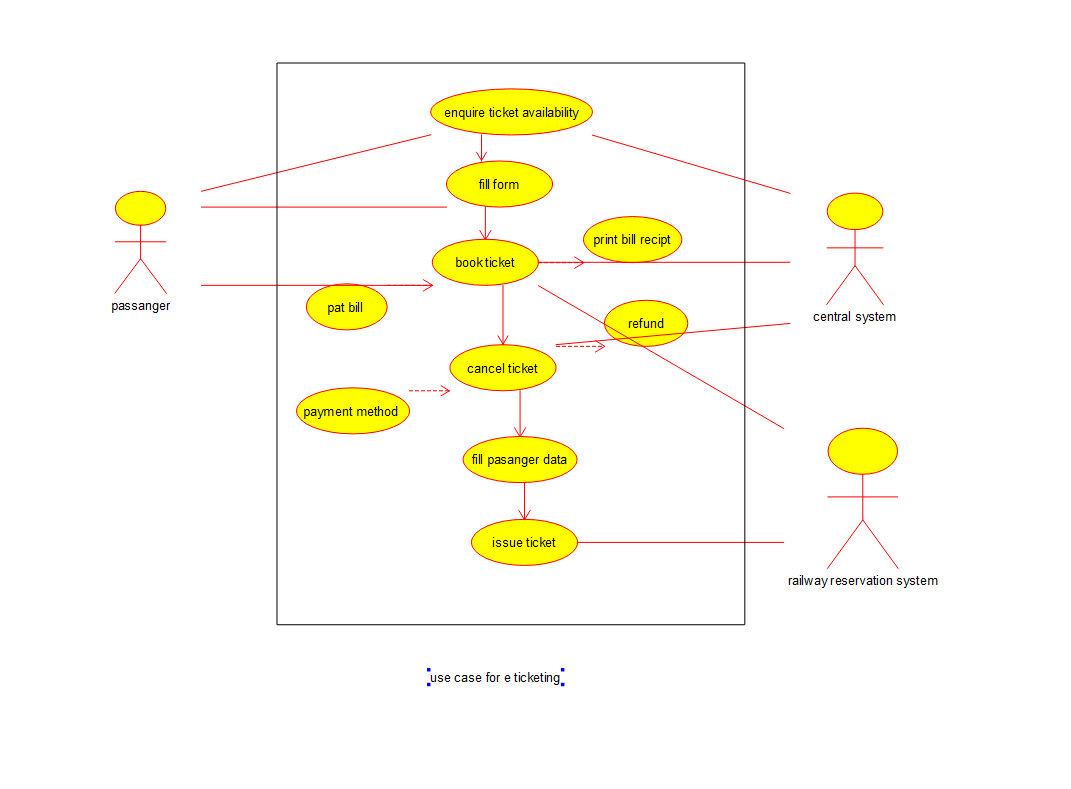 enquire ticket availability
fill form
print bill recipt
book ticket
passanger
pat bill
central system
refund
cancel ticket
payment method
fill pasanger data
issue ticket
railway reservation system
use case for e ticketing